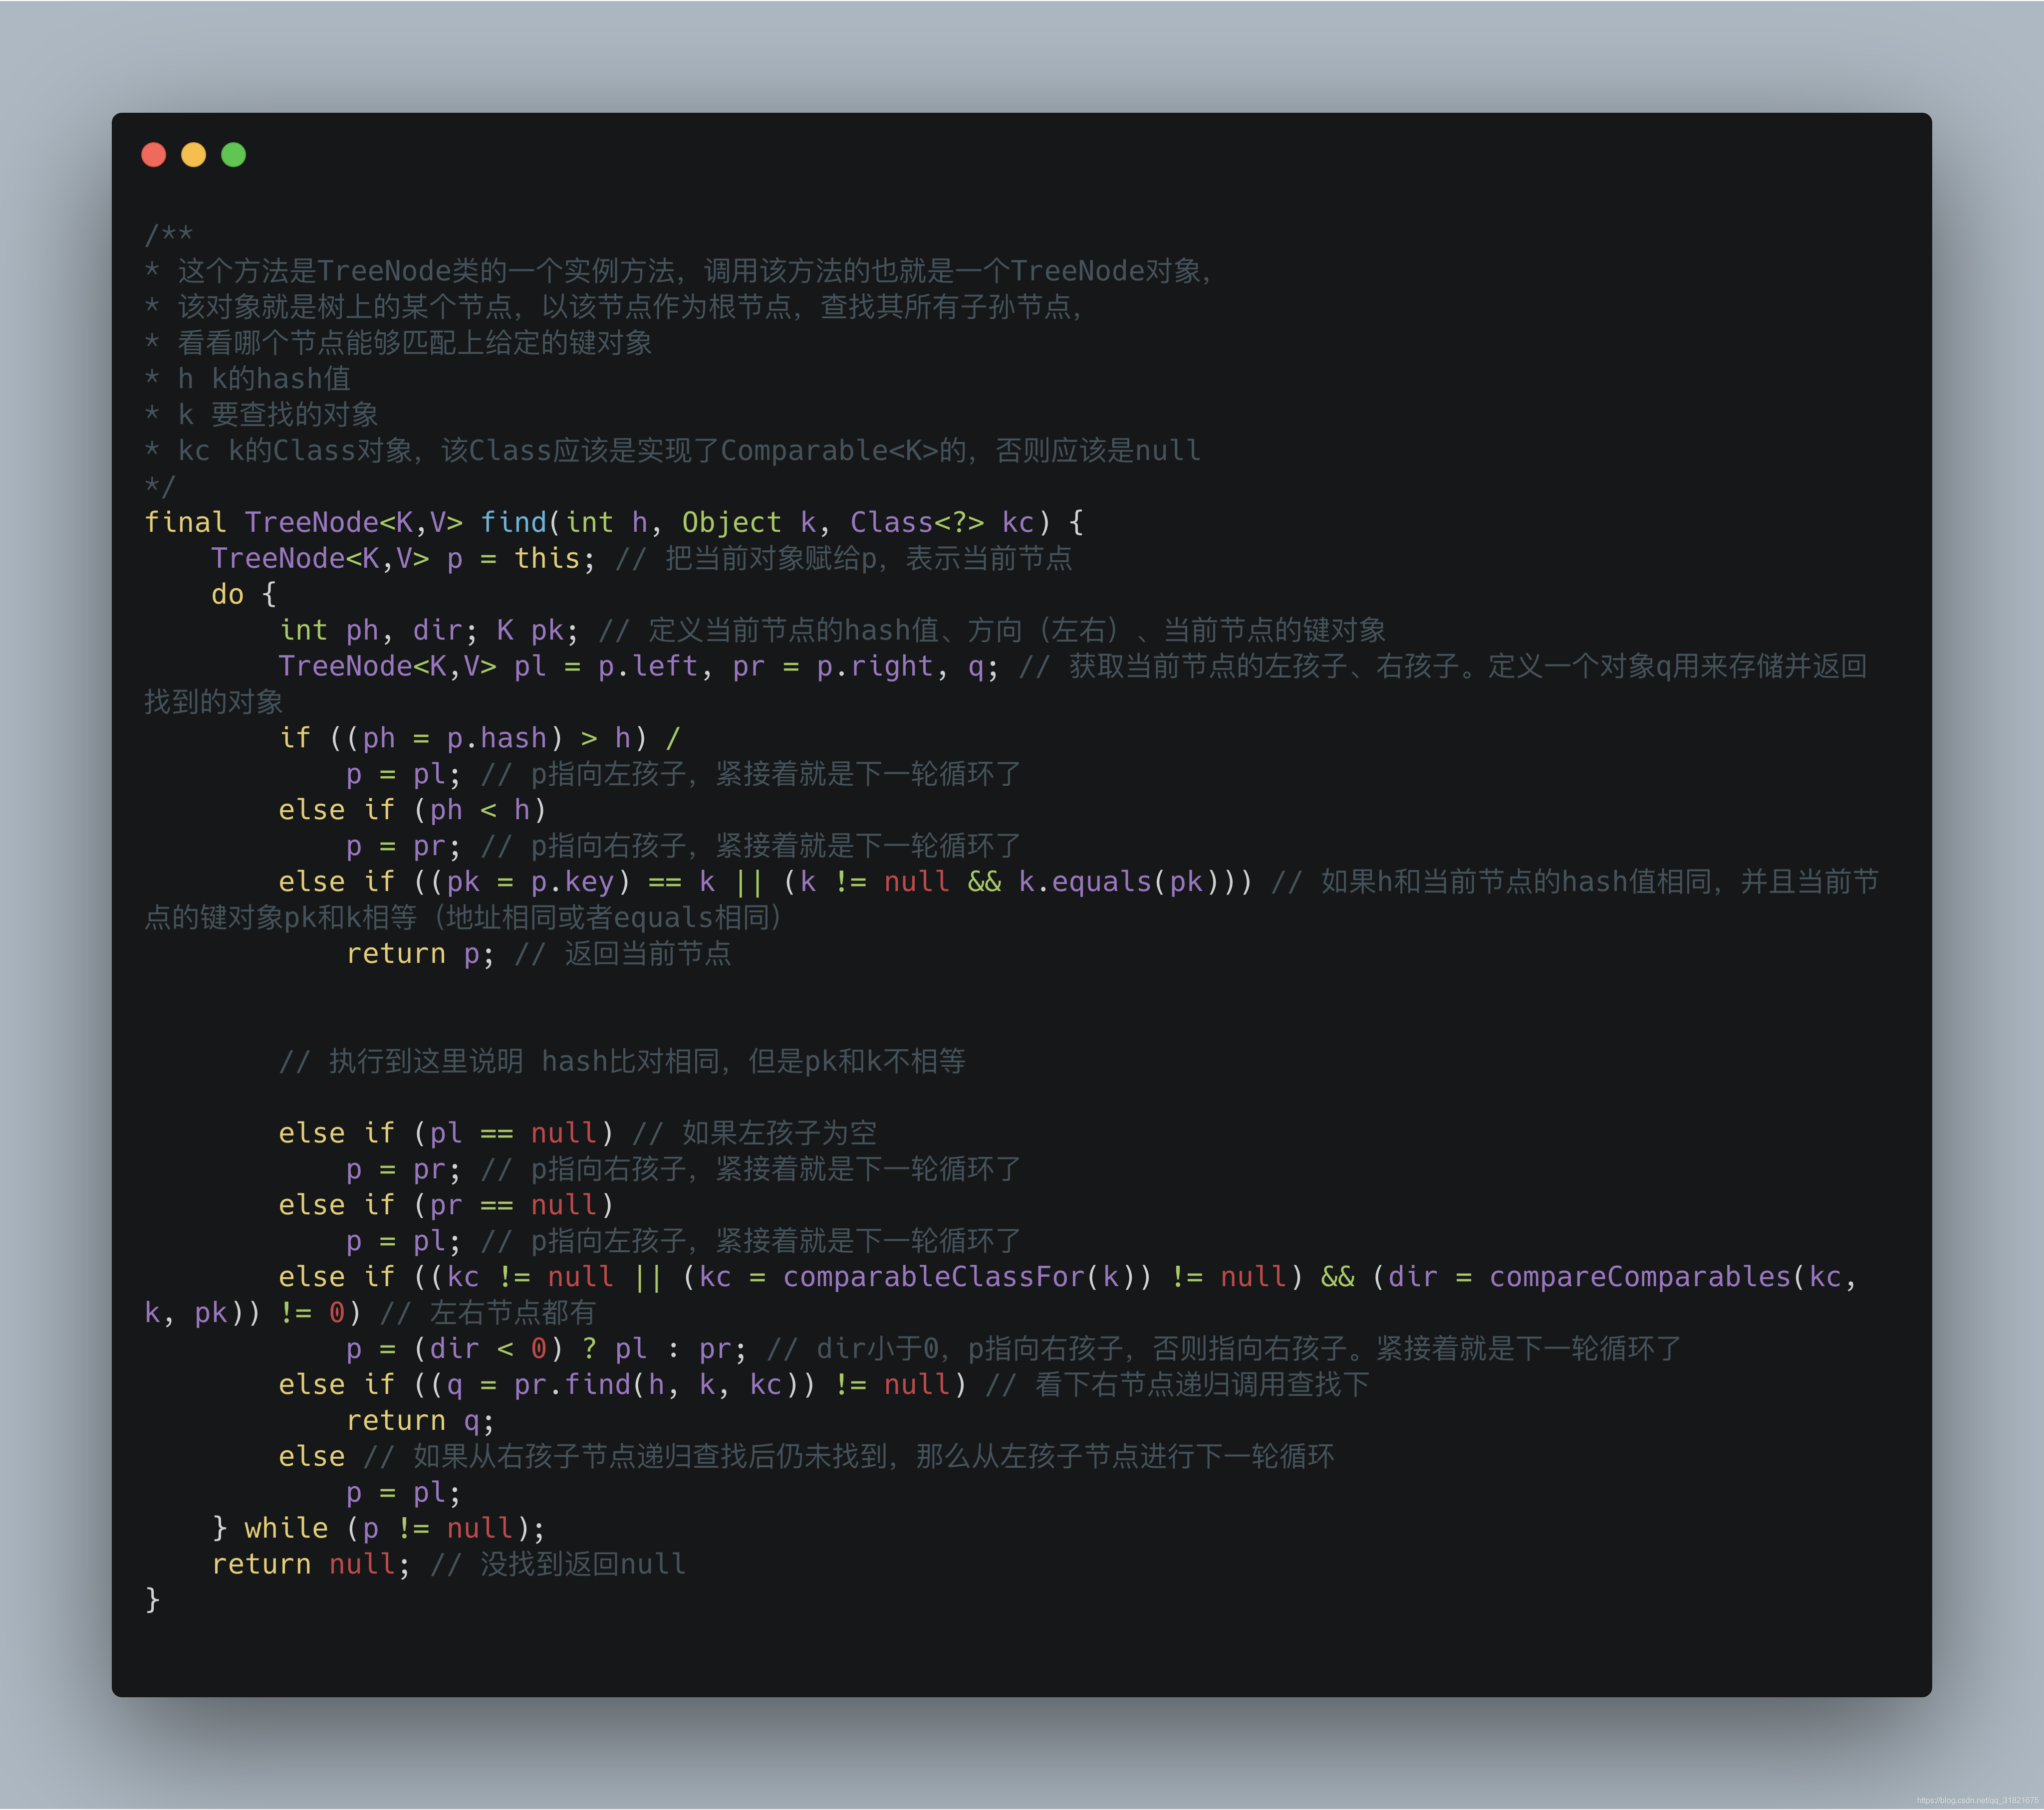 /**
* 这个方法是TreeNode类的一个实例方法，调用该方法的也就是一个TreeNode对象，
* 该对象就是树上的某个节点，以该节点作为根节点，查找其所有子孙节点，
* 看看哪个节点能够匹配上给定的键对象
* h k的hash值
* k 要查找的对象
* kc k的Class对象，该Class应该是实现了Comparable<K>的，否则应该是null
*/
final TreeNode<K,V> find(int h, Object k, Class<?> kc) {
    TreeNode<K,V> p = this; // 把当前对象赋给p，表示当前节点
    do {
        int ph, dir; K pk; // 定义当前节点的hash值、方向（左右）、当前节点的键对象
        TreeNode<K,V> pl = p.left, pr = p.right, q; // 获取当前节点的左孩子、右孩子。定义一个对象q用来存储并返回
找到的对象
        if ((ph = p.hash) > h) /
            p = pl; // p指向左孩子，紧接着就是下一轮循环了
        else if (ph < h)
            p = pr; // p指向右孩子，紧接着就是下一轮循环了
        else if ((pk = p.key) == k || (k != null && k.equals(pk))) // 如果h和当前节点的hash值相同，并且当前节
点的键对象pk和k相等（地址相同或者equals相同）
            return p; // 返回当前节点
        // 执行到这里说明 hash比对相同，但是pk和k不相等
        else if (pl == null) // 如果左孩子为空
            p = pr; // p指向右孩子，紧接着就是下一轮循环了
        else if (pr == null)
            p = pl; // p指向左孩子，紧接着就是下一轮循环了
        else if ((kc != null || (kc = comparableClassFor(k)) != null) && (dir = compareComparables(kc,
k, pk)) != 0) // 左右节点都有
            p = (dir < 0) ? pl : pr; // dir小于0，p指向右孩子，否则指向右孩子。紧接着就是下一轮循环了
        else if ((q = pr.find(h, k, kc)) != null) // 看下右节点递归调用查找下
            return q;
        else // 如果从右孩子节点递归查找后仍未找到，那么从左孩子节点进行下一轮循环
            p = pl;
    } while (p != null);
    return null; // 没找到返回null
}
https://blog.csdn.net/qq_31821675